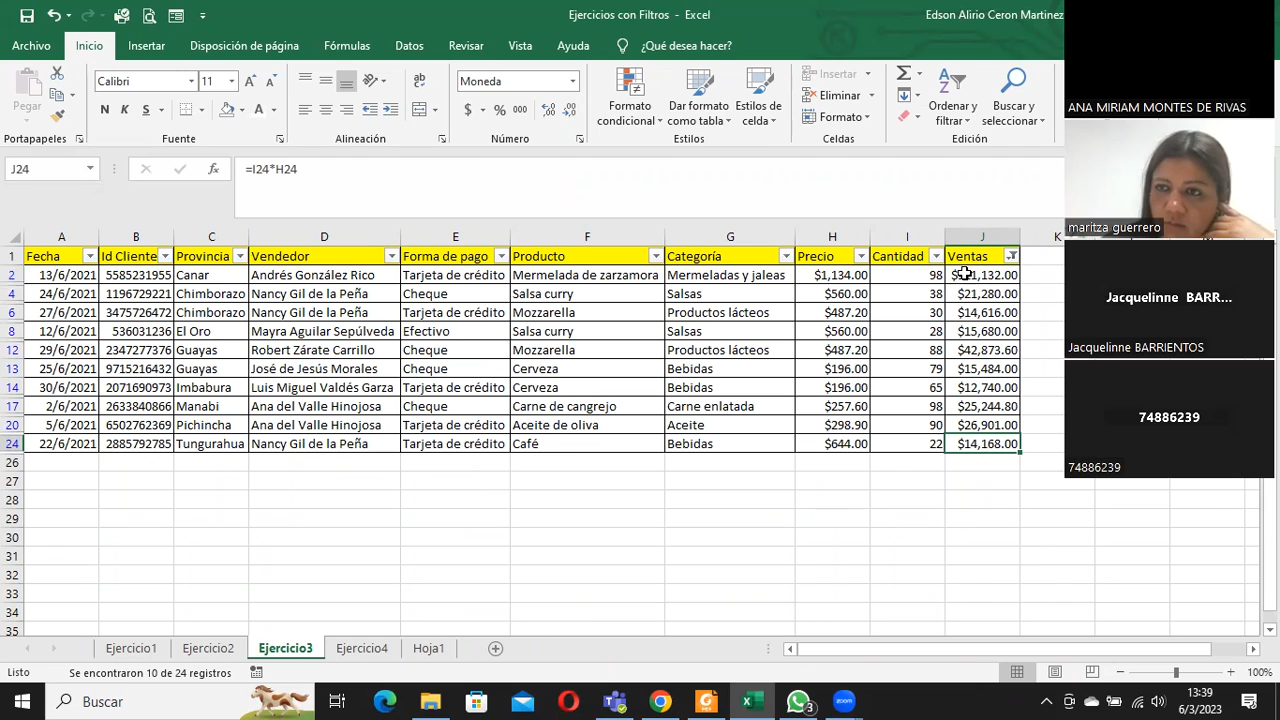 Ejercicios con Filtros - Excel
Edson Alirio Ceron Martinez
Archivo Inicio Insertar Disposición de página Fórmulas Datos Revisar Vista Ayuda ¿Qué desea hacer?
Pegar
Calibri 11
N K S
ab
Moneda
$ % 000
Formato condicional
Dar formato como tabla
Estilos de celda
Insertar
Eliminar
Formato
Ordenar y filtrar
Buscar y seleccionar
Portapapeles Fuente Alineación Número Estilos Celdas Edición
J24 fx =I24*H24
A B C D E F G H I J K
1 Fecha Id Cliente Provincia Vendedor Forma de pago Producto Categoría Precio Cantidad Ventas
2 13/6/2021 5585231955 Canar Andrés González Rico Tarjeta de crédito Mermelada de zarzamora Mermeladas y jaleas $1,134.00 98 1,132.00
4 24/6/2021 1196729221 Chimborazo Nancy Gil de la Peña Cheque Salsa curry Salsas $560.00 38 $21,280.00
6 27/6/2021 3475726472 Chimborazo Nancy Gil de la Peña Tarjeta de crédito Mozzarella Productos lácteos $487.20 30 $14,616.00
8 12/6/2021 536031236 El Oro Mayra Aguilar Sepúlveda Efectivo Salsa curry Salsas $560.00 28 $15,680.00
12 29/6/2021 2347277376 Guayas Robert Zárate Carrillo Cheque Mozzarella Productos lácteos $487.20 88 $42,873.60
13 25/6/2021 9715216432 Guayas José de Jesús Morales Cheque Cerveza Bebidas $196.00 79 $15,484.00
14 30/6/2021 2071690973 Imbabura Luis Miguel Valdés Garza Tarjeta de crédito Cerveza Bebidas $196.00 65 $12,740.00
17 2/6/2021 2633840866 Manabi Ana del Valle Hinojosa Cheque Carne de cangrejo Carne enlatada $257.60 98 $25,244.80
20 5/6/2021 6502762369 Pichincha Ana del Valle Hinojosa Tarjeta de crédito Aceite de oliva Aceite $298.90 90 $26,901.00
24 22/6/2021 2885792785 Tungurahua Nancy Gil de la Peña Tarjeta de crédito Café Bebidas $644.00 22 $14,168.00
26
27
28
29
30
31
32
33
34
35
Ejercicio1 Ejercicio2 Ejercicio3 Ejercicio4 Hoja1
Listo Se encontraron 10 de 24 registros 100%
Buscar
3
13:39
6/3/2023
ANA MIRIAM MONTES DE RIVAS
maritza guerrero
Jacquelinne BARR...
Jacquelinne BARRIENTOS
74886239
74886239